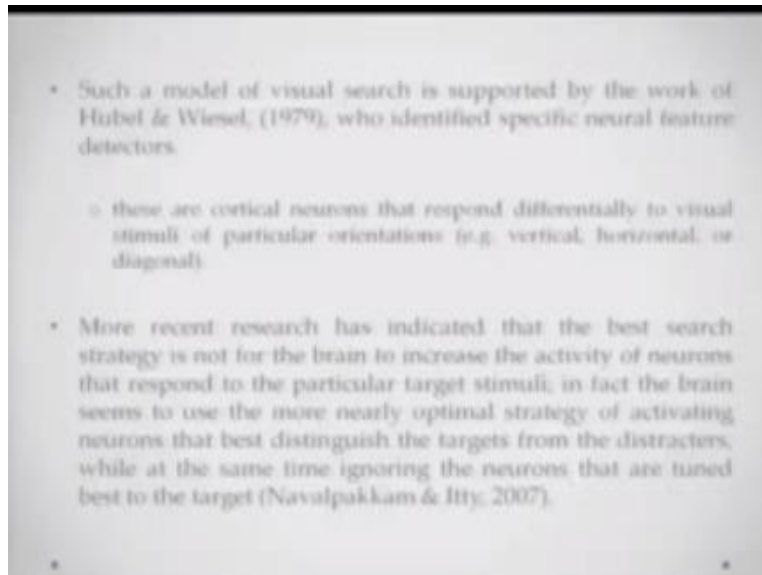 • Such a model of visual search is supported by the work of
Hubel & Wiesel, (1979), who identified specific neural feature
detectors.
o these are cortical neurons that respond differentially to visual
stimuli of particular orientations (e.g. vertical, horizontal, or
diagonal).
• More recent research has indicated that the best search
strategy is not for the brain to increase the activity of neurons
that respond to the particular target stimuli; in fact the brain
seems to use the more nearly optimal strategy of activating
neurons that best distinguish the targets from the distracters,
while at the same time ignoring the neurons that are tuned
best to the target (Navalpakkam & Itty, 2007).